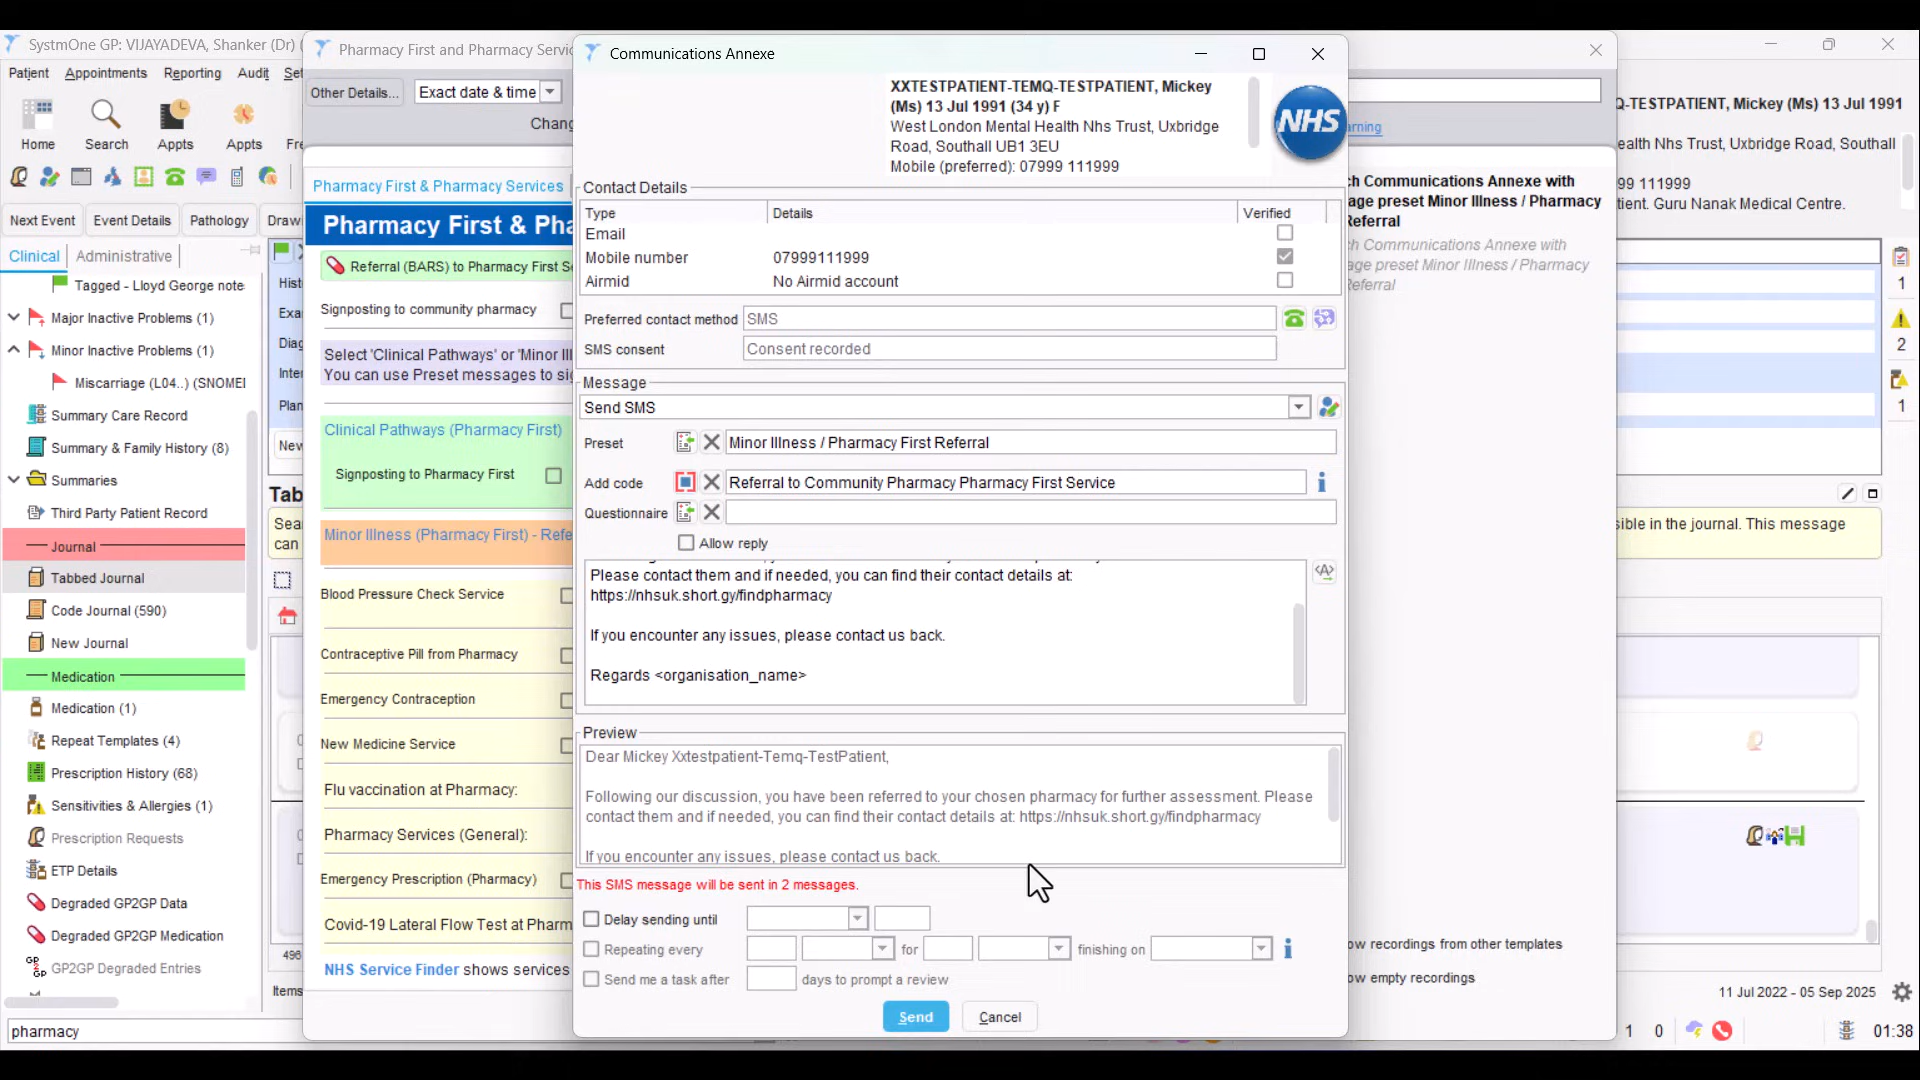 SystmOne GP: VIJAYADEVA, Shanker (Dr)
Patient Appointments Reporting Audit
Home Search Appts Appts
Next Event Event Details Pathology
Clinical Administrative
Tagged - Lloyd George note
Major Inactive Problems (1)
Minor Inactive Problems (1)
Miscarriage (L04..) (SNOMEI
Summary Care Record
Summary & Family History (8)
Summaries
Third Party Patient Record
Journal
Tabbed Journal
Code Journal (590)
New Journal
Medication
Medication (1)
Repeat Templates (4)
Prescription History (68)
Sensitivities & Allergies (1)
Prescription Requests
ETP Details
Degraded GP2GP Data
Degraded GP2GP Medication
GP2GP Degraded Entries
pharmacy
Pharmacy First and Pharmacy Servic
Other Details... Exact date & time
Chang
Pharmacy First & Pharmacy Services
Pharmacy First & Pha
Referral (BARS) to Pharmacy First S
Signposting to community pharmacy
Select 'Clinical Pathways' or 'Minor Ill
You can use Preset messages to sig
Clinical Pathways (Pharmacy First)
Signposting to Pharmacy First
Minor Illness (Pharmacy First) - Refe
Blood Pressure Check Service
Contraceptive Pill from Pharmacy
Emergency Contraception
New Medicine Service
Flu vaccination at Pharmacy:
Pharmacy Services (General):
Emergency Prescription (Pharmacy)
Covid-19 Lateral Flow Test at Pharm
NHS Service Finder shows services
Communications Annexe
XXTESTPATIENT-TEMQ-TESTPATIENT, Mickey
(Ms) 13 Jul 1991 (34 y) F
West London Mental Health Nhs Trust, Uxbridge
Road, Southall UB1 3EU
Mobile (preferred): 07999 111999
NHS
Contact Details
Type Details Verified
Email
Mobile number 07999111999
Airmid No Airmid account
Preferred contact method SMS
SMS consent Consent recorded
Message
Send SMS
Preset Minor Illness / Pharmacy First Referral
Add code Referral to Community Pharmacy Pharmacy First Service
Questionnaire
Allow reply
Please contact them and if needed, you can find their contact details at:
https://nhsuk.short.gy/findpharmacy
If you encounter any issues, please contact us back.
Regards <organisation_name>
Preview
Dear Mickey Xxtestpatient-Temq-TestPatient,
Following our discussion, you have been referred to your chosen pharmacy for further assessment. Please
contact them and if needed, you can find their contact details at: https://nhsuk.short.gy/findpharmacy
If you encounter any issues, please contact us back.
This SMS message will be sent in 2 messages.
Delay sending until
Repeating every for finishing on
Send me a task after days to prompt a review
Send Cancel
ch Communications Annexe with
age preset Minor Illness / Pharmacy
Referral
ch Communications Annexe with
age preset Minor Illness / Pharmacy
Referral
ow recordings from other templates
ow empty recordings
Q-TESTPATIENT, Mickey (Ms) 13 Jul 1991
ealth Nhs Trust, Uxbridge Road, Southall
99 111999
tient. Guru Nanak Medical Centre.
1
2
1
sible in the journal. This message
11 Jul 2022 - 05 Sep 2025
1 0 01:38